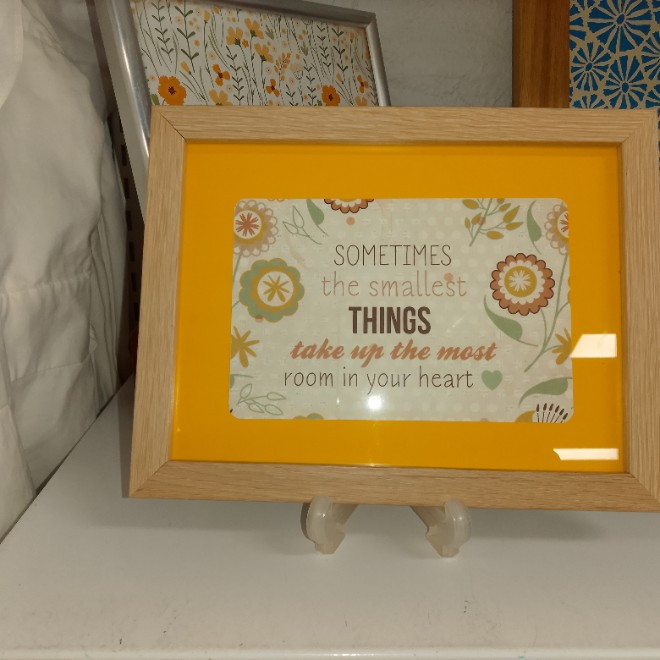 SOMETIMES
the smallest
THINGS
take up the most
room in your heart